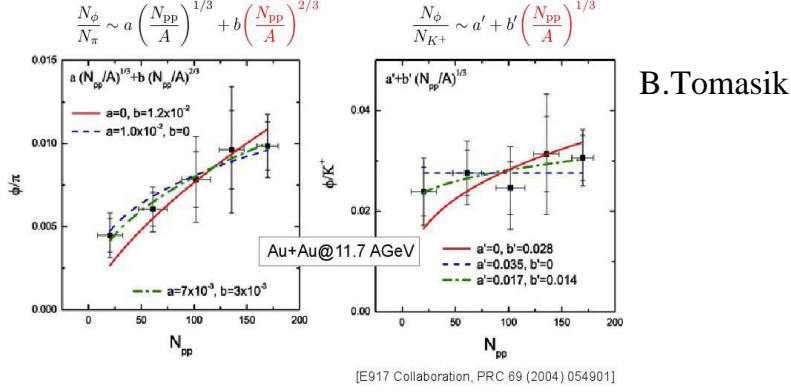 N_ϕ/N_π ∼ a (N_pp/A)^{1/3} + b (N_pp/A)^{2/3}
N_ϕ/N_{K^+} ∼ a' + b' (N_pp/A)^{1/3}
B.Tomasik
a (N_pp/A)^{1/3}+b (N_pp/A)^{2/3}
a=0, b=1.2x10^{-2}
a=1.0x10^{-2}, b=0
0.015
0.010
0.005
0.000
ϕ/π
a=7x10^{-3}, b=3x10^{-3}
0 50 100 150 200
N_pp
a'+b' (N_pp/A)^{1/3}
0.04
0.02
0.00
ϕ/K^+
a'=0, b'=0.028
a'=0.035, b'=0
a'=0.017, b'=0.014
0 50 100 150 200
N_pp
Au+Au@11.7 AGeV
[E917 Collaboration, PRC 69 (2004) 054901]